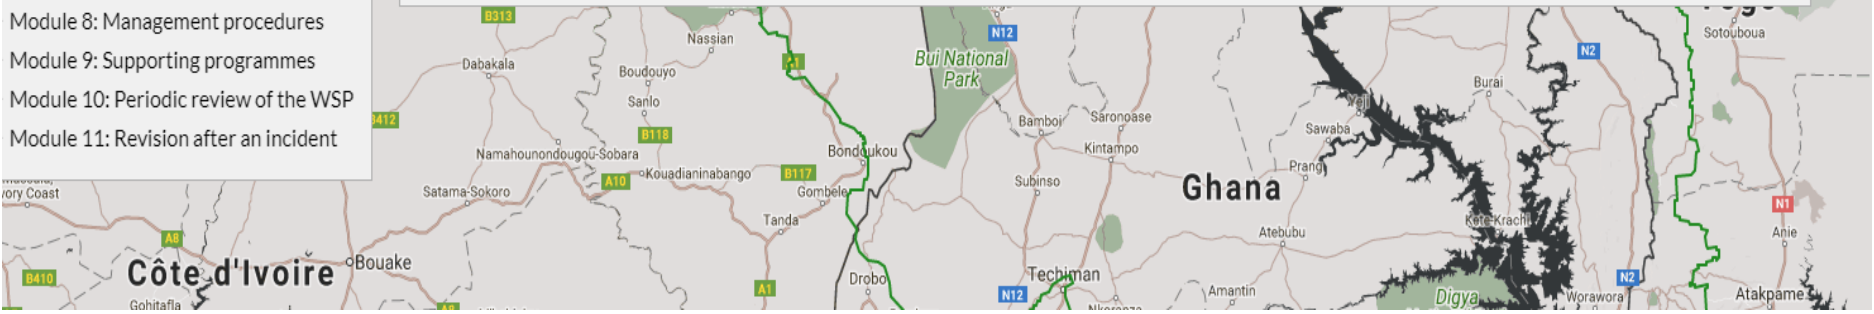 Module 8: Management procedures
Module 9: Supporting programmes
Module 10: Periodic review of the WSP
Module 11: Revision after an incident
B313
Nassian
N12
N2
Sotouboua
Dabakala
Boudouyo
A1
Bui National
Park
Burai
Sanlo
Yeji
B412
B118
Bamboi
Saronoase
Sawaba
Namahounondougou-Sobara
Bondoukou
Kintampo
Prang
A10
Kouadianinabango
B117
Subinso
Ghana
Ivory Coast
Satama-Sokoro
Gombele
N1
Tanda
Kete-Krachi
A8
Atebubu
Anie
Côte d'Ivoire
Bouake
B410
Drobo
Techiman
N2
A1
N12
Amantin
Digya
Worawora
Atakpame
Gohitafla
Nkoranza